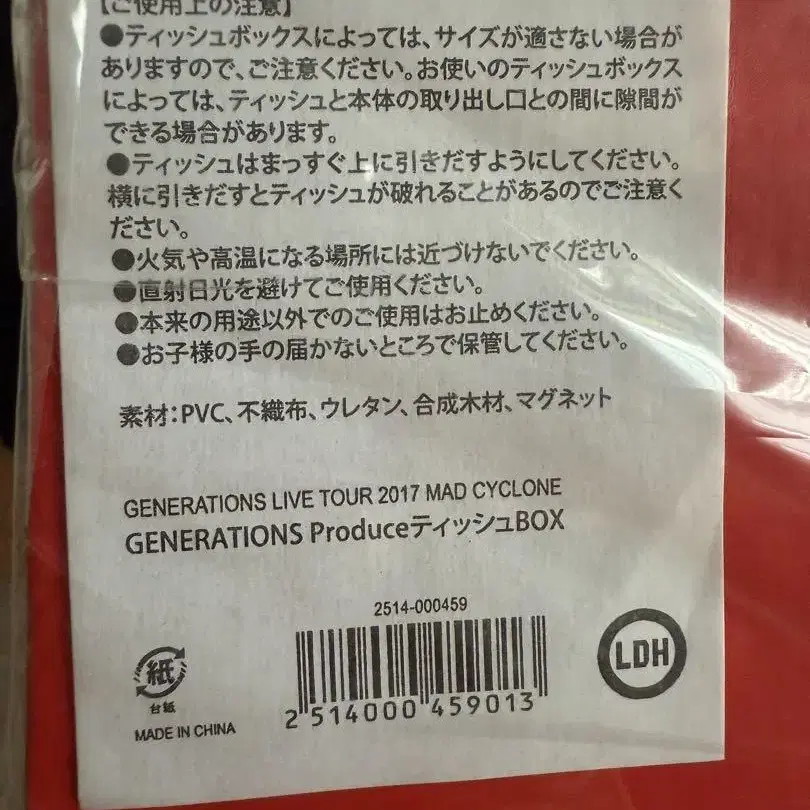 【ご使用上の注意】
●ティッシュボックスによっては、サイズが適さない場合が
ありますので、ご注意ください。お使いのティッシュボックス
によっては、ティッシュと本体の取り出し口との間に隙間が
できる場合があります。
●ティッシュはまっすぐ上に引きだすようにしてください。
横に引きだすとティッシュが破れることがあるのでご注意く
ださい。
●火気や高温になる場所には近づけないでください。
●直射日光を避けてご使用ください。
●本来の用途以外でのご使用はお止めください。
●お子様の手の届かないところで保管してください。
素材:PVC、不織布、ウレタン、合成木材、マグネット
GENERATIONS LIVE TOUR 2017 MAD CYCLONE
GENERATIONS ProduceティッシュBOX
2514-000459
2 514000 459013
紙
台紙
MADE IN CHINA
LDH